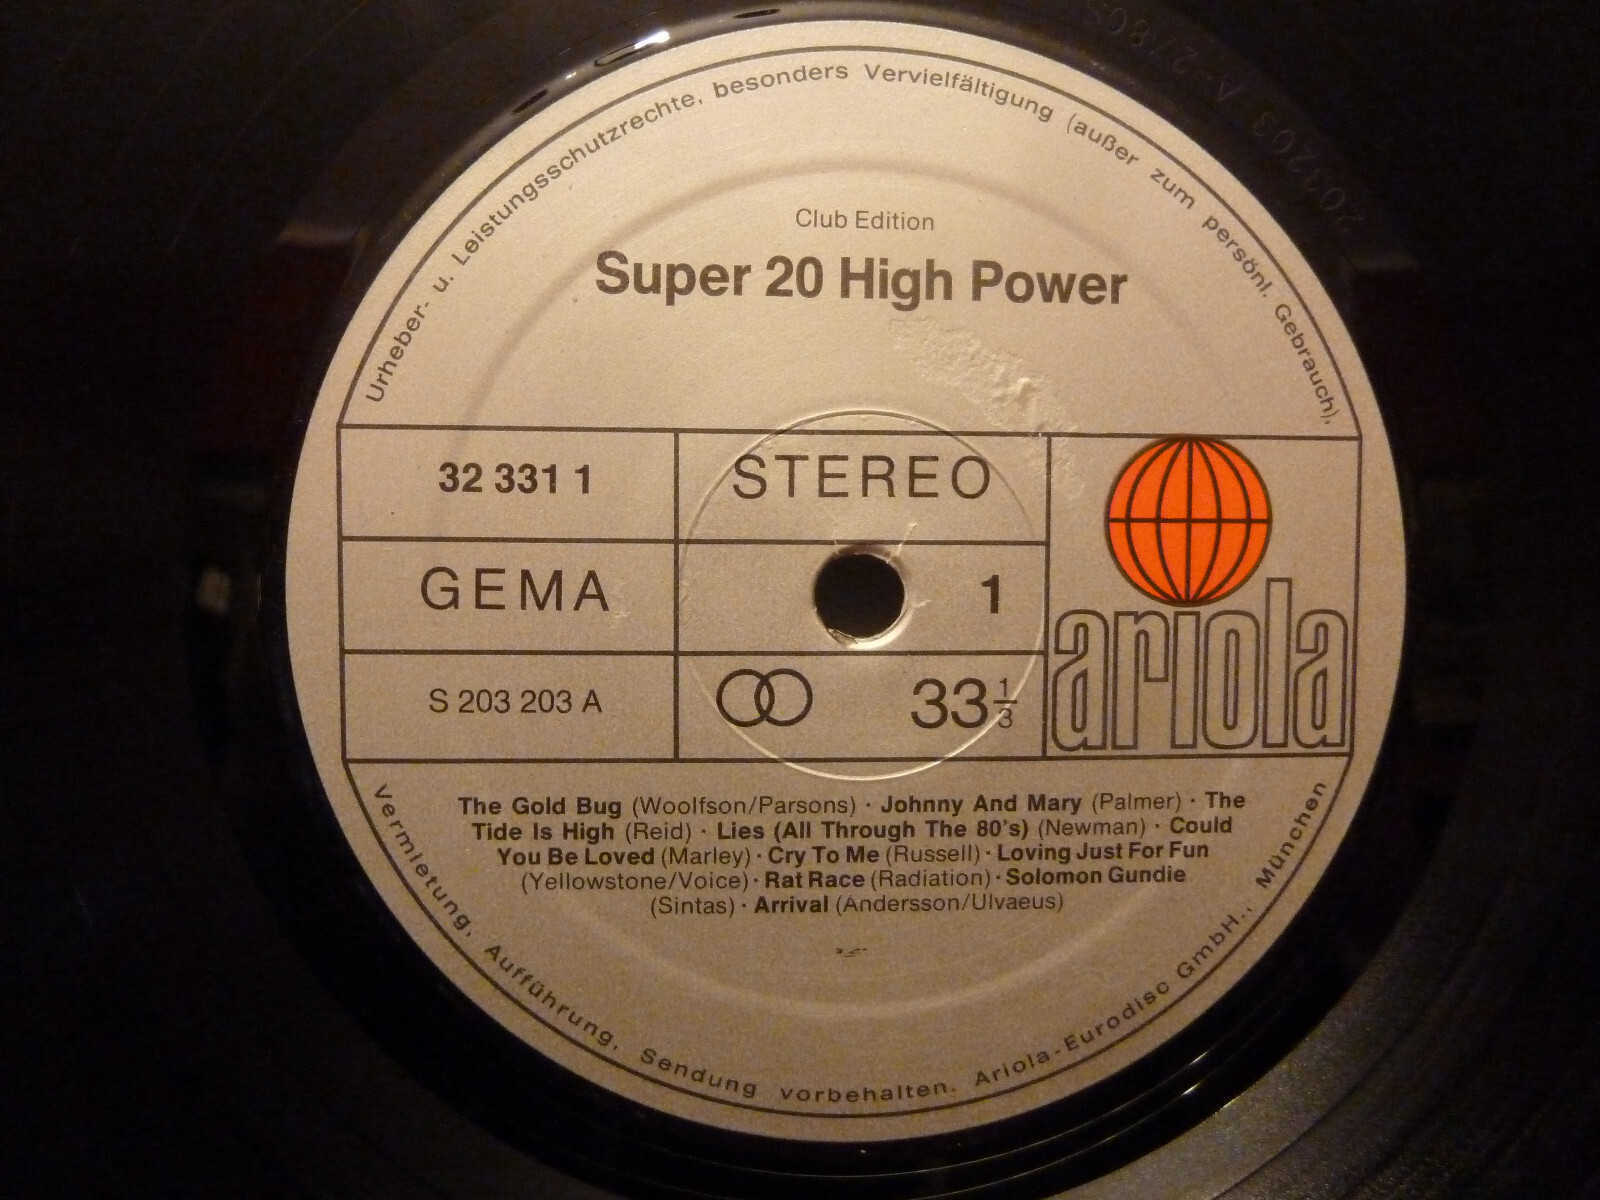 Urheber- u. Leistungsschutzrechte, besonders Vervielfältigung (außer zum persönl. Gebrauch),
Club Edition
Super 20 High Power
32 331 1
STEREO
GEMA
1
S 203 203 A
33 1/3
ariola
The Gold Bug (Woolfson/Parsons) · Johnny And Mary (Palmer) · The
Tide Is High (Reid) · Lies (All Through The 80's) (Newman) · Could
You Be Loved (Marley) · Cry To Me (Russell) · Loving Just For Fun
(Yellowstone/Voice) · Rat Race (Radiation) · Solomon Gundie
(Sintas) · Arrival (Andersson/Ulvaeus)
Vermietung, Aufführung, Sendung vorbehalten. Ariola-Eurodisc GmbH., München